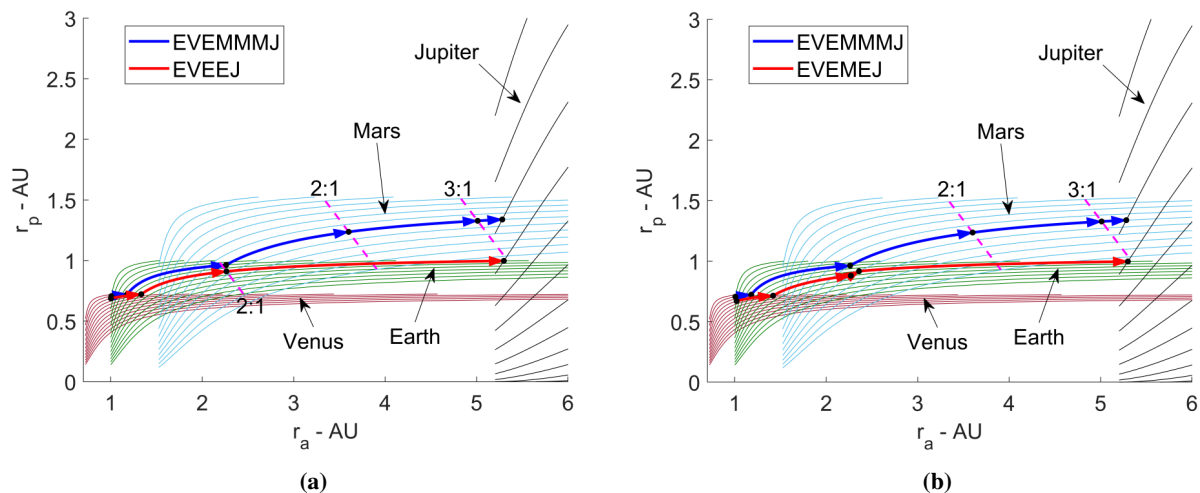 3
2.5
2
1.5
1
0.5
0
r_p - AU
EVEMMMJ
EVEEJ
Jupiter
Mars
2:1
3:1
2:1
Venus
Earth
1
2
3
4
5
6
r_a - AU
(a)
3
2.5
2
1.5
1
0.5
0
r_p - AU
EVEMMMJ
EVEMEJ
Jupiter
Mars
2:1
3:1
Venus
Earth
1
2
3
4
5
6
r_a - AU
(b)